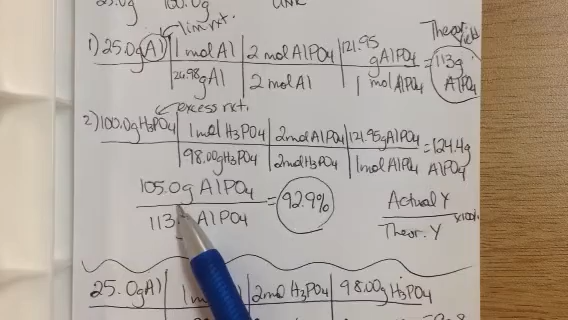 25.0g 100.0g UNK
lim rxt. Theor yield
1) 25.0g Al | 1 mol Al | 2 mol AlPO4 | 121.95 g AlPO4 = 113g AlPO4
26.98g Al | 2 mol Al | 1 mol AlPO4
excess rxt.
2) 100.0g H3PO4 | 1 mol H3PO4 | 2 mol AlPO4 | 121.95g AlPO4 = 124.4g AlPO4
98.00g H3PO4 | 2 mol H3PO4 | 1 mol AlPO4
105.0g AlPO4 = 92.9% Actual Y x100%
113. AlPO4 Theor. Y
25.0g Al | 1 m | 2 mol H3PO4 | 98.00g H3PO4